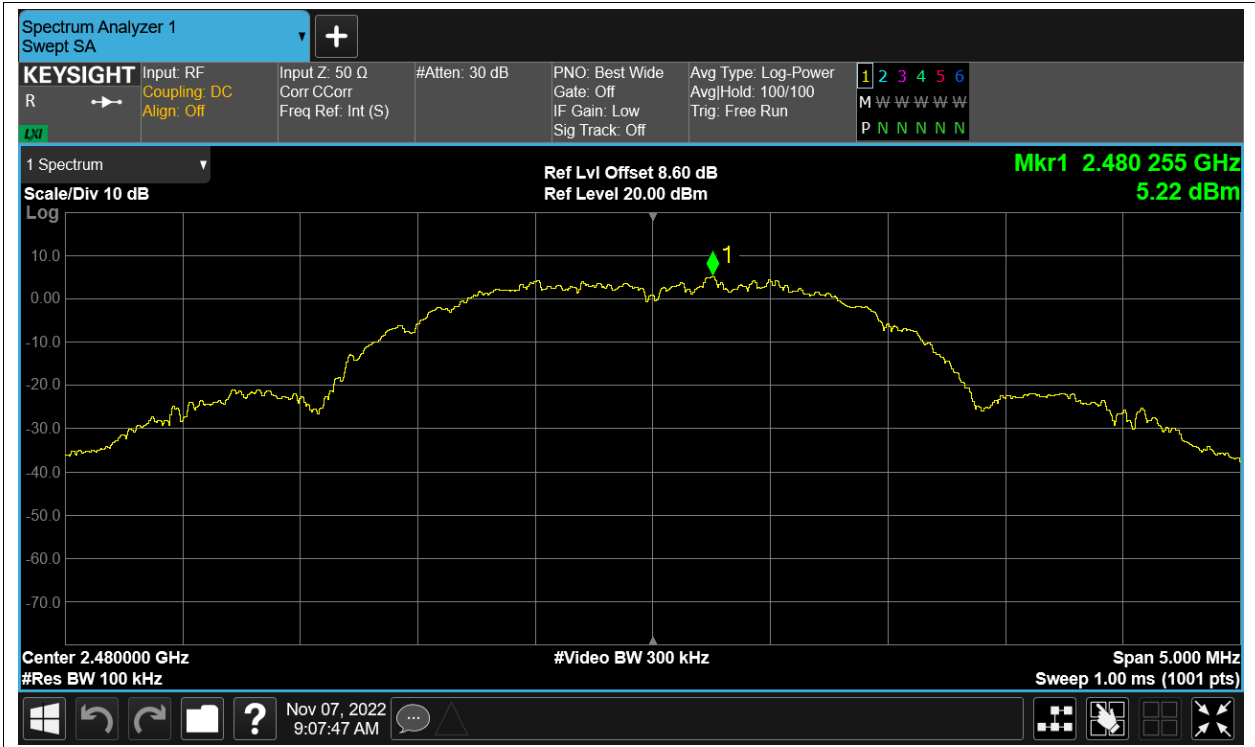 Spectrum Analyzer 1
Swept SA
+
KEYSIGHT
R
LXI
Input: RF
Coupling: DC
Align: Off
Input Z: 50 Ω
Corr CCorr
Freq Ref: Int (S)
#Atten: 30 dB
PNO: Best Wide
Gate: Off
IF Gain: Low
Sig Track: Off
Avg Type: Log-Power
Avg|Hold: 100/100
Trig: Free Run
1 2 3 4 5 6
M W W W W W
P N N N N N
1 Spectrum
Scale/Div 10 dB
Log
Ref Lvl Offset 8.60 dB
Ref Level 20.00 dBm
Mkr1 2.480 255 GHz
5.22 dBm
1
10.0
0.00
-10.0
-20.0
-30.0
-40.0
-50.0
-60.0
-70.0
Center 2.480000 GHz
#Res BW 100 kHz
#Video BW 300 kHz
Span 5.000 MHz
Sweep 1.00 ms (1001 pts)
?
Nov 07, 2022
9:07:47 AM